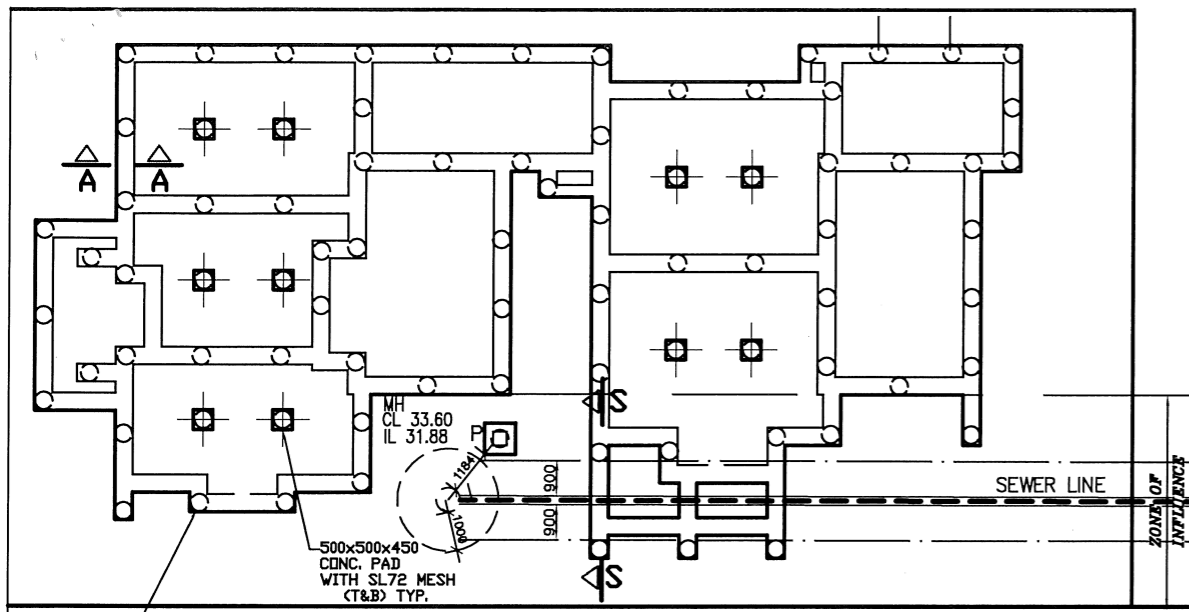 A A
MH
CL 33.60
IL 31.88
P
1184
1000
900
900
S
S
SEWER LINE
ZONE OF
INFLUENCE
500x500x450
CONC. PAD
WITH SL72 MESH
(T&B) TYP.